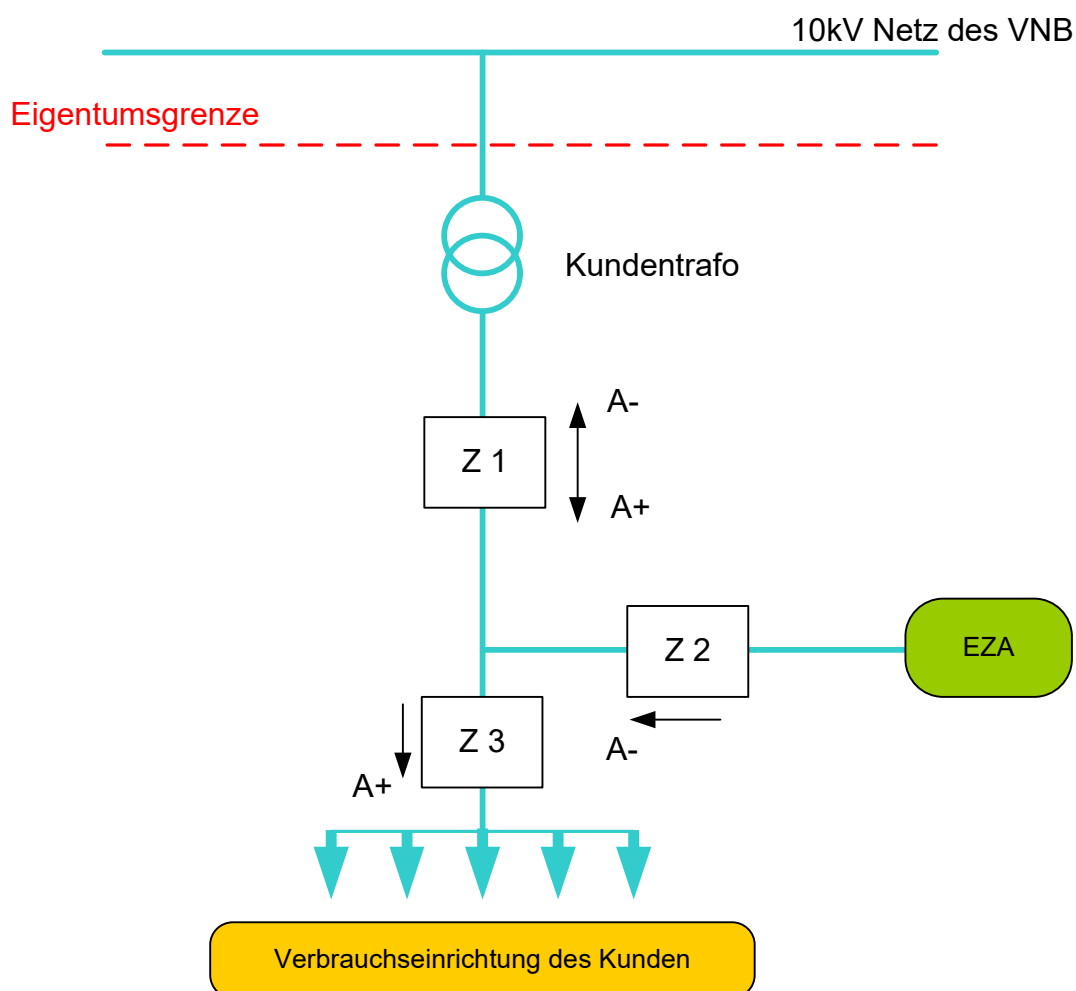 10kV Netz des VNB
Eigentumsgrenze
Kundentrafo
A-
Z 1
A+
Z 2
EZA
Z 3
A-
A+
Verbrauchseinrichtung des Kunden